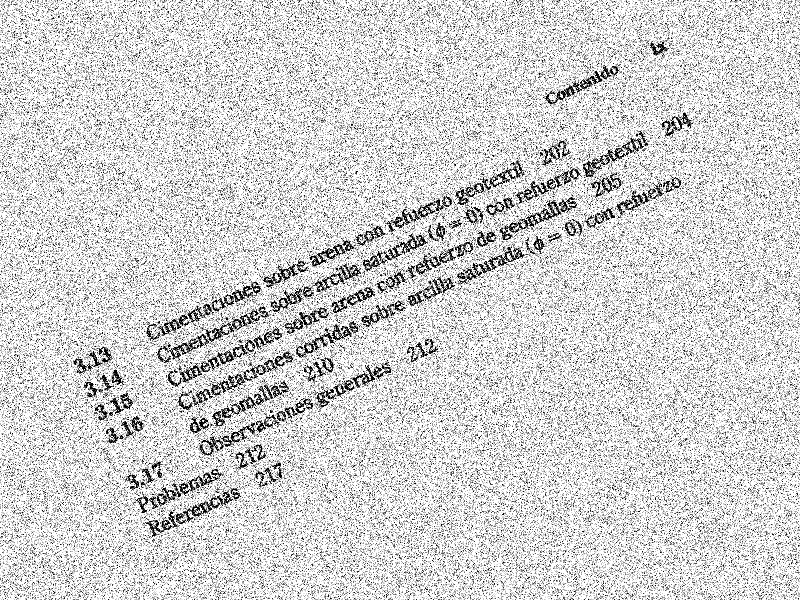 Contenido ix
3.13 Cimentaciones sobre arena con refuerzo geotextil 202
3.14 Cimentaciones sobre arcilla saturada (ϕ = 0) con refuerzo geotextil 204
3.15 Cimentaciones sobre arena con refuerzo de geomallas 205
3.16 Cimentaciones corridas sobre arcilla saturada (ϕ = 0) con refuerzo
de geomallas 210
3.17 Observaciones generales 212
Problemas 212
Referencias 217